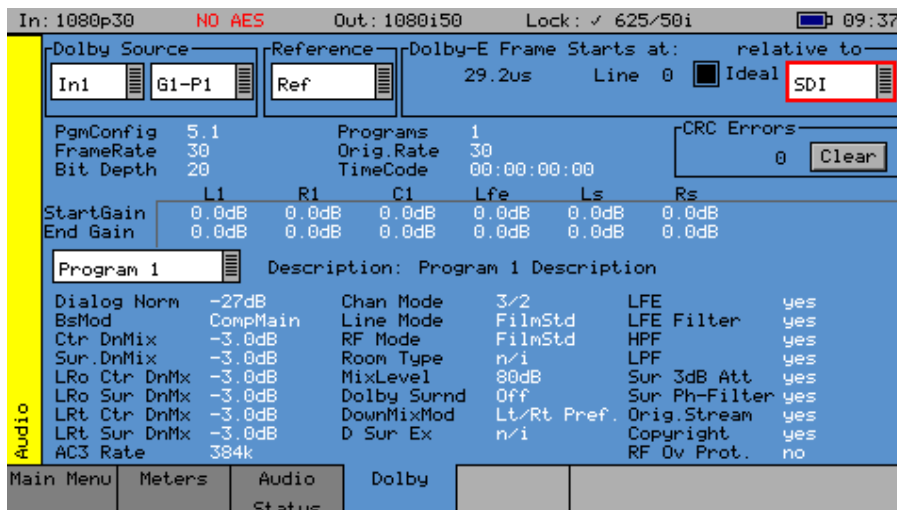 In: 1080p30 NO AES Out: 1080i50 Lock: ✓ 625/50i 09:37
Dolby Source Reference Dolby-E Frame Starts at: relative to
In1 G1-P1 Ref 29.2us Line 0 Ideal SDI
PgmConfig 5.1 Programs 1 CRC Errors
FrameRate 30 Orig.Rate 30 0 Clear
Bit Depth 20 TimeCode 00:00:00:00
L1 R1 C1 Lfe Ls Rs
StartGain 0.0dB 0.0dB 0.0dB 0.0dB 0.0dB 0.0dB
End Gain 0.0dB 0.0dB 0.0dB 0.0dB 0.0dB 0.0dB
Program 1 Description: Program 1 Description
Dialog Norm -27dB Chan Mode 3/2 LFE yes
BsMod CompMain Line Mode FilmStd LFE Filter yes
Ctr DnMix -3.0dB RF Mode FilmStd HPF yes
Sur.DnMix -3.0dB Room Type n/i LPF yes
LRo Ctr DnMx -3.0dB MixLevel 80dB Sur 3dB Att yes
LRo Sur DnMx -3.0dB Dolby Surnd Off Sur Ph-Filter yes
LRt Ctr DnMx -3.0dB DownMixMod Lt/Rt Pref. Orig.Stream yes
LRt Sur DnMx -3.0dB D Sur Ex n/i Copyright yes
AC3 Rate 384k RF Ov Prot. no
Audio
Main Menu Meters Audio Dolby
Status